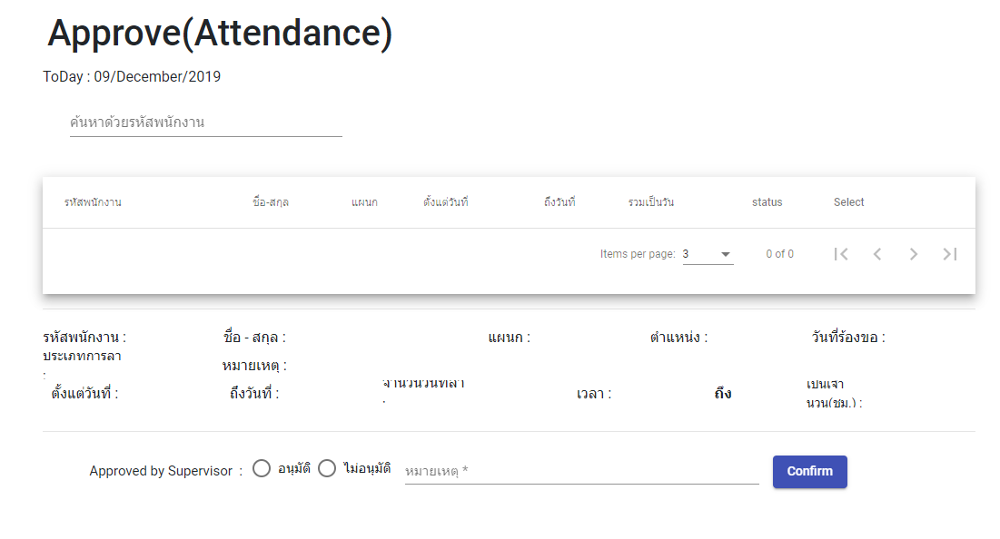 Approve(Attendance)
ToDay : 09/December/2019
ค้นหาด้วยรหัสพนักงาน
รหัสพนักงาน ชื่อ-สกุล แผนก ตั้งแต่วันที่ ถึงวันที่ รวมเป็นวัน status Select
Items per page: 3 0 of 0
รหัสพนักงาน : ชื่อ - สกุล : แผนก : ตำแหน่ง : วันที่ร้องขอ :
ประเภทการลา :
หมายเหตุ :
ตั้งแต่วันที่ : ถึงวันที่ : จำนวนวันที่ลา : เวลา : ถึง เป็นเจำ
นวน(ชม.) :
Approved by Supervisor : อนุมัติ ไม่อนุมัติ หมายเหตุ * Confirm